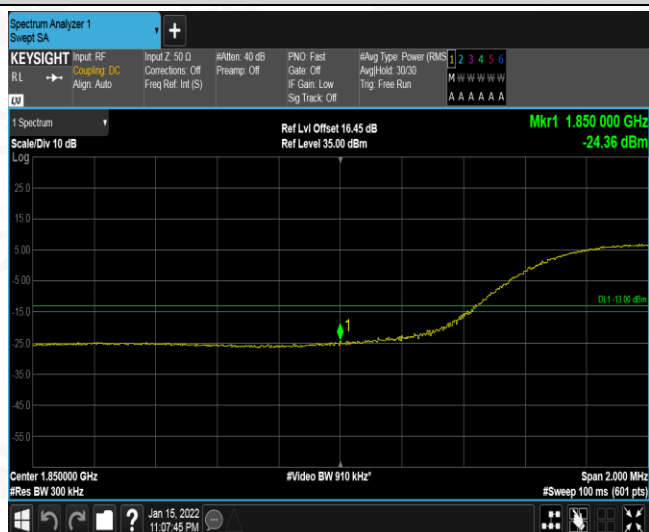 Spectrum Analyzer 1
Swept SA
+
KEYSIGHT
RL
Input: RF
Coupling: DC
Align: Auto
Input Z: 50 Ω
Corrections: Off
Freq Ref: Int (S)
#Atten: 40 dB
Preamp: Off
PNO: Fast
Gate: Off
IF Gain: Low
Sig Track: Off
#Avg Type: Power (RMS
Avg|Hold: 30/30
Trig: Free Run
1 2 3 4 5 6
M W W W W W
A A A A A A
1 Spectrum
Scale/Div 10 dB
Log
Ref Lvl Offset 16.45 dB
Ref Level 35.00 dBm
Mkr1 1.850 000 GHz
-24.36 dBm
25.0
15.0
5.00
-5.00
DL1 -13.00 dBm
-15.0
1
-25.0
-35.0
-45.0
-55.0
Center 1.850000 GHz
#Res BW 300 kHz
#Video BW 910 kHz*
Span 2.000 MHz
#Sweep 100 ms (601 pts)
?
Jan 15, 2022
11:07:45 PM